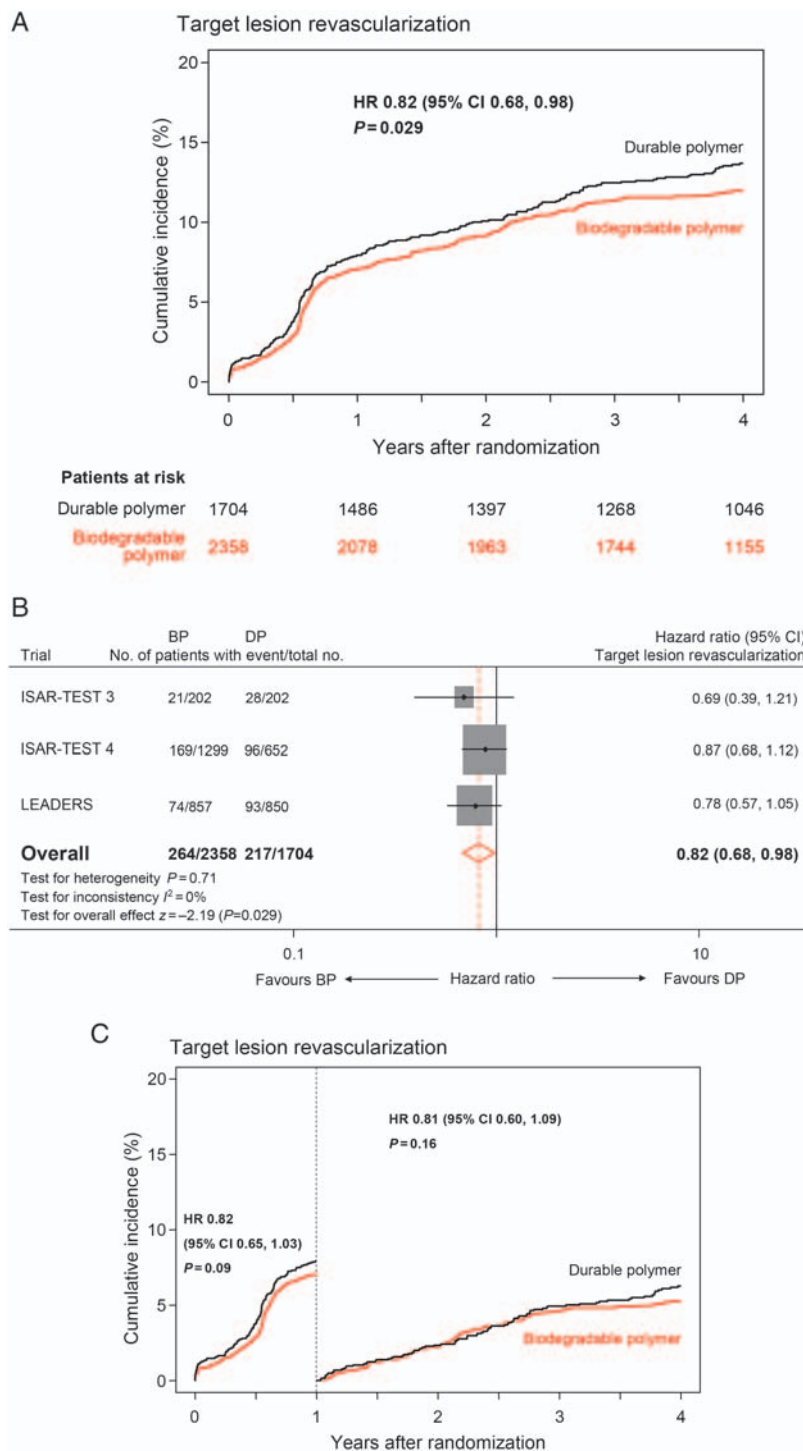 A
Target lesion revascularization
20
15
10
5
0
Cumulative incidence (%)
HR 0.82 (95% CI 0.68, 0.98)
P=0.029
Durable polymer
Biodegradable polymer
0 1 2 3 4
Years after randomization
Patients at risk
Durable polymer 1704 1486 1397 1268 1046
Biodegradable
polymer 2358 2078 1963 1744 1155
B
BP DP Hazard ratio (95% CI)
Trial No. of patients with event/total no. Target lesion revascularization
ISAR-TEST 3 21/202 28/202 0.69 (0.39, 1.21)
ISAR-TEST 4 169/1299 96/652 0.87 (0.68, 1.12)
LEADERS 74/857 93/850 0.78 (0.57, 1.05)
Overall 264/2358 217/1704 0.82 (0.68, 0.98)
Test for heterogeneity P=0.71
Test for inconsistency I²=0%
Test for overall effect z=–2.19 (P=0.029)
0.1 10
Favours BP Hazard ratio Favours DP
C
Target lesion revascularization
20
15
10
5
0
Cumulative incidence (%)
HR 0.82
(95% CI 0.65, 1.03)
P=0.09
HR 0.81 (95% CI 0.60, 1.09)
P=0.16
Durable polymer
Biodegradable polymer
0 1 2 3 4
Years after randomization